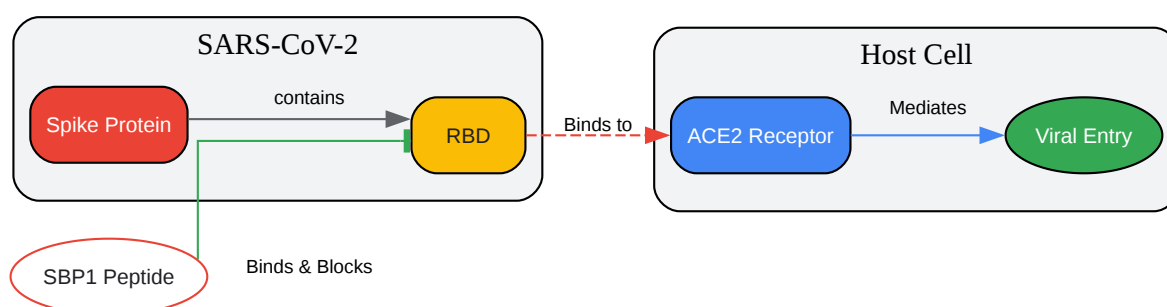 SARS-CoV-2
Host Cell
Spike Protein
contains
RBD
Binds to
ACE2 Receptor
Mediates
Viral Entry
SBP1 Peptide
Binds & Blocks